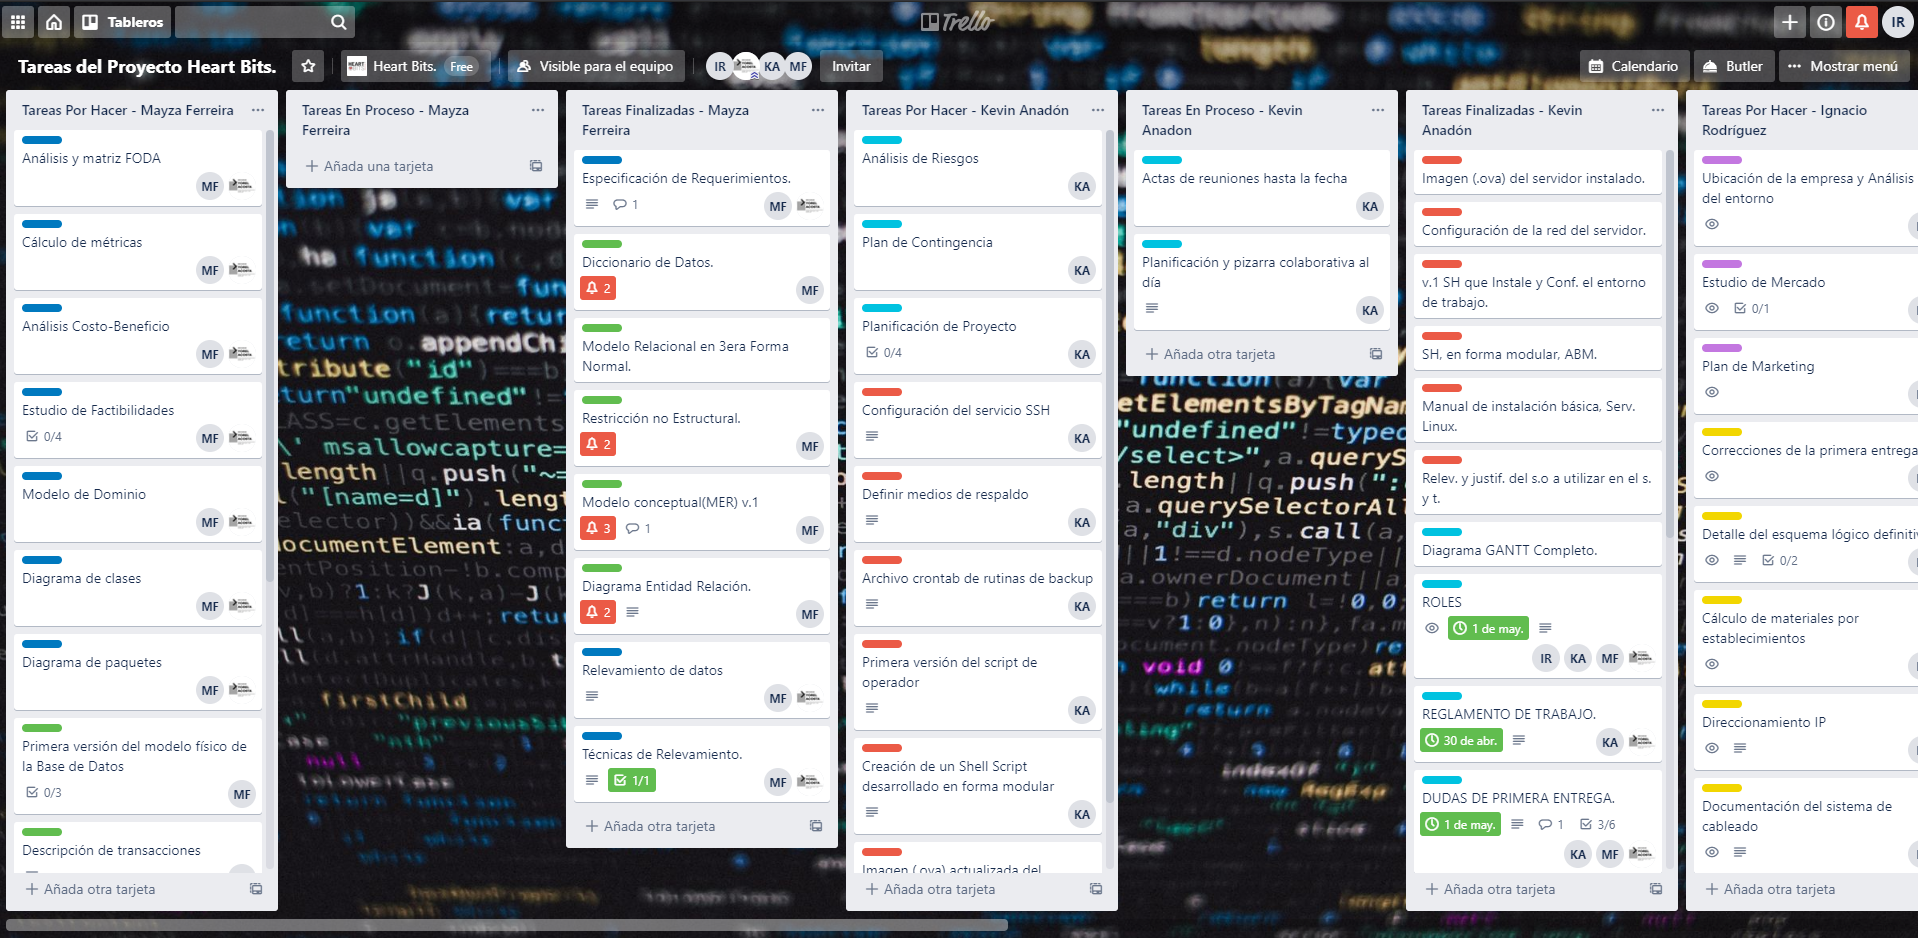 Tableros
Trello
IR
Tareas del Proyecto Heart Bits.
Heart Bits. Free
Visible para el equipo
IR KA MF
Invitar
Calendario
Butler
Mostrar menú
Tareas Por Hacer - Mayza Ferreira
Análisis y matriz FODA
MF
Cálculo de métricas
MF
Análisis Costo-Beneficio
MF
Estudio de Factibilidades
0/4
MF
Modelo de Dominio
MF
Diagrama de clases
MF
Diagrama de paquetes
MF
Primera versión del modelo físico de
la Base de Datos
0/3
MF
Descripción de transacciones
Añada otra tarjeta
Tareas En Proceso - Mayza
Ferreira
Añada una tarjeta
Tareas Finalizadas - Mayza
Ferreira
Especificación de Requerimientos.
1
MF
Diccionario de Datos.
2
MF
Modelo Relacional en 3era Forma
Normal.
Restricción no Estructural.
2
MF
Modelo conceptual(MER) v.1
3 1
MF
Diagrama Entidad Relación.
2
MF
Relevamiento de datos
MF
Técnicas de Relevamiento.
1/1
MF
Añada otra tarjeta
Tareas Por Hacer - Kevin Anadón
Análisis de Riesgos
KA
Plan de Contingencia
KA
Planificación de Proyecto
0/4
KA
Configuración del servicio SSH
KA
Definir medios de respaldo
KA
Archivo crontab de rutinas de backup
KA
Primera versión del script de
operador
KA
Creación de un Shell Script
desarrollado en forma modular
KA
Imagen (.ova) actualizada del
Añada otra tarjeta
Tareas En Proceso - Kevin
Anadon
Actas de reuniones hasta la fecha
KA
Planificación y pizarra colaborativa al
día
KA
Añada otra tarjeta
Tareas Finalizadas - Kevin
Anadón
Imagen (.ova) del servidor instalado.
Configuración de la red del servidor.
v.1 SH que Instale y Conf. el entorno
de trabajo.
SH, en forma modular, ABM.
Manual de instalación básica, Serv.
Linux.
Relev. y justif. del s.o a utilizar en el s.
y t.
Diagrama GANTT Completo.
ROLES
1 de may.
IR KA MF
REGLAMENTO DE TRABAJO.
30 de abr.
KA
DUDAS DE PRIMERA ENTREGA.
1 de may. 1 3/6
KA MF
Añada otra tarjeta
Tareas Por Hacer - Ignacio
Rodríguez
Ubicación de la empresa y Análisis
del entorno
Estudio de Mercado
0/1
Plan de Marketing
Correcciones de la primera entrega
Detalle del esquema lógico definitiv
0/2
Cálculo de materiales por
establecimientos
Direccionamiento IP
Documentación del sistema de
cableado
Añada otra tarjeta